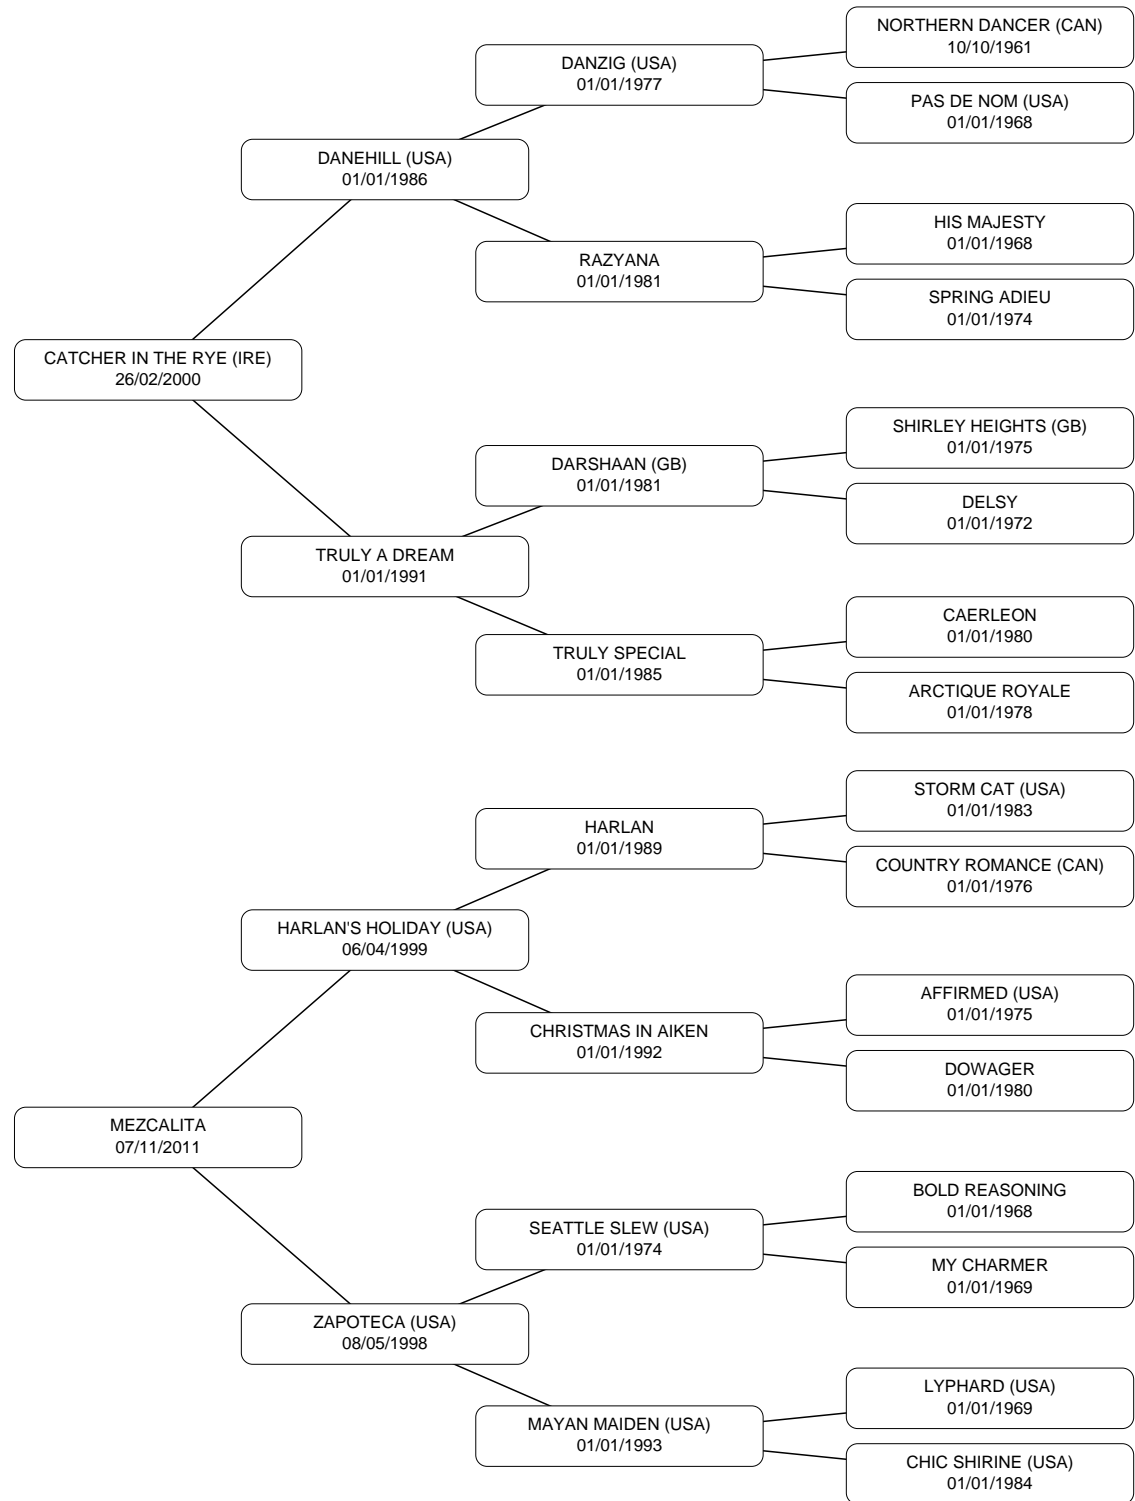 NORTHERN DANCER (CAN)
10/10/1961
DANZIG (USA)
01/01/1977
PAS DE NOM (USA)
01/01/1968
DANEHILL (USA)
01/01/1986
HIS MAJESTY
01/01/1968
RAZYANA
01/01/1981
SPRING ADIEU
01/01/1974
CATCHER IN THE RYE (IRE)
26/02/2000
SHIRLEY HEIGHTS (GB)
01/01/1975
DARSHAAN (GB)
01/01/1981
DELSY
01/01/1972
TRULY A DREAM
01/01/1991
CAERLEON
01/01/1980
TRULY SPECIAL
01/01/1985
ARCTIQUE ROYALE
01/01/1978
STORM CAT (USA)
01/01/1983
HARLAN
01/01/1989
COUNTRY ROMANCE (CAN)
01/01/1976
HARLAN'S HOLIDAY (USA)
06/04/1999
AFFIRMED (USA)
01/01/1975
CHRISTMAS IN AIKEN
01/01/1992
DOWAGER
01/01/1980
MEZCALITA
07/11/2011
BOLD REASONING
01/01/1968
SEATTLE SLEW (USA)
01/01/1974
MY CHARMER
01/01/1969
ZAPOTECA (USA)
08/05/1998
LYPHARD (USA)
01/01/1969
MAYAN MAIDEN (USA)
01/01/1993
CHIC SHIRINE (USA)
01/01/1984